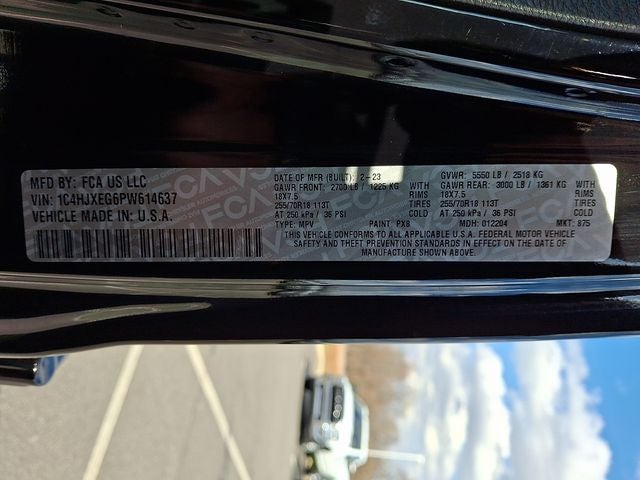 MFD BY: FCA US LLC
VIN: 1C4HJXEG6PW614637
VEHICLE MADE IN: U.S.A.
DATE OF MFR (BUILT): 2-23 GVWR: 5550 LB / 2518 KG
GAWR FRONT: 2700 LB / 1225 KG WITH GAWR REAR: 3000 LB / 1361 KG WITH
18X7.5 RIMS 18X7.5 RIMS
255/70R18 113T TIRES 255/70R18 113T TIRES
AT 250 kPa / 36 PSI COLD AT 250 kPa / 36 PSI COLD
TYPE: MPV PAINT: PX8 MDH: 012204 MKT: 875
THIS VEHICLE CONFORMS TO ALL APPLICABLE U.S.A. FEDERAL MOTOR VEHICLE
SAFETY AND THEFT PREVENTION STANDARDS IN EFFECT ON THE DATE OF
MANUFACTURE SHOWN ABOVE.